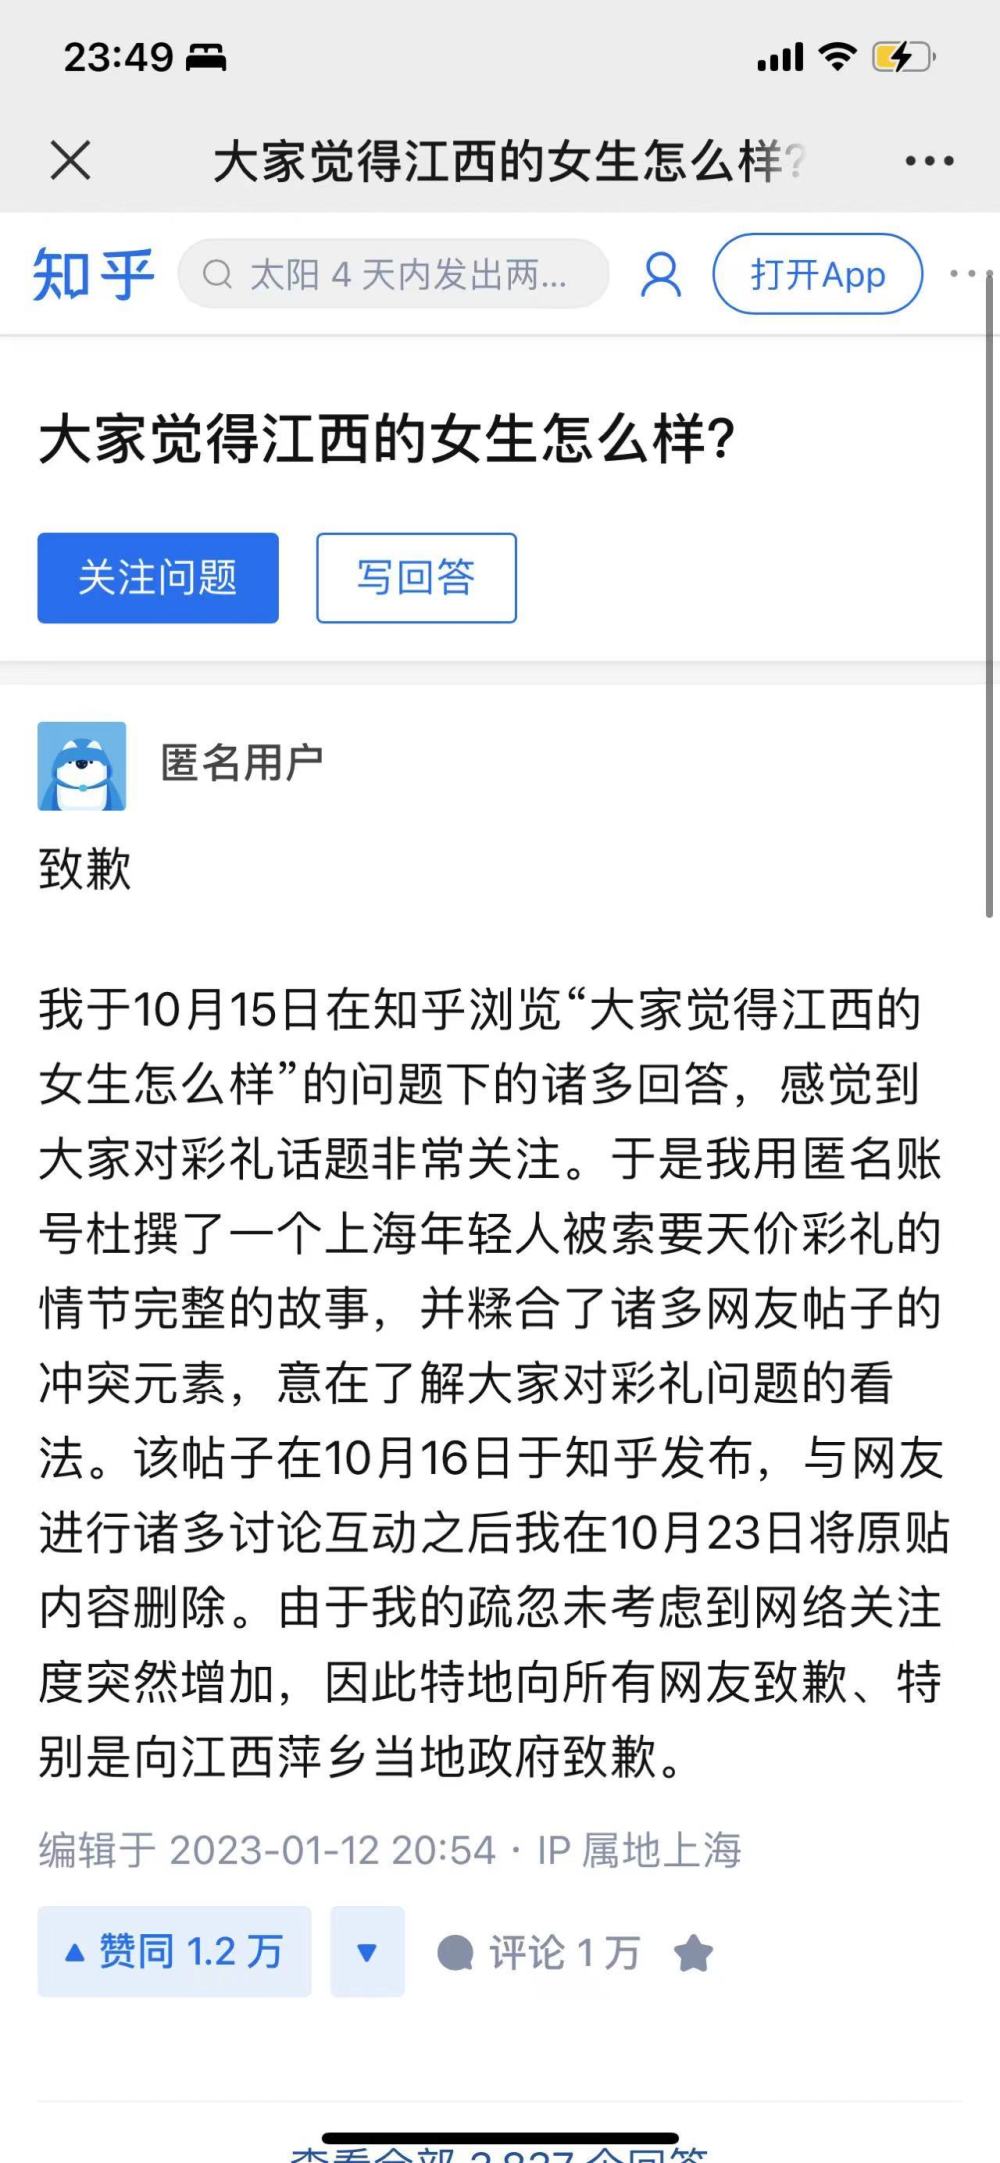 23:49
大家觉得江西的女生怎么样?
知乎
太阳 4 天内发出两...
打开App
大家觉得江西的女生怎么样?
关注问题
写回答
匿名用户
致歉
我于10月15日在知乎浏览“大家觉得江西的
女生怎么样”的问题下的诸多回答，感觉到
大家对彩礼话题非常关注。于是我用匿名账
号杜撰了一个上海年轻人被索要天价彩礼的
情节完整的故事，并糅合了诸多网友帖子的
冲突元素，意在了解大家对彩礼问题的看
法。该帖子在10月16日于知乎发布，与网友
进行诸多讨论互动之后我在10月23日将原贴
内容删除。由于我的疏忽未考虑到网络关注
度突然增加，因此特地向所有网友致歉、特
别是向江西萍乡当地政府致歉。
编辑于 2023-01-12 20:54 · IP 属地上海
赞同 1.2 万
评论 1 万
查看全部 3,837 个回答